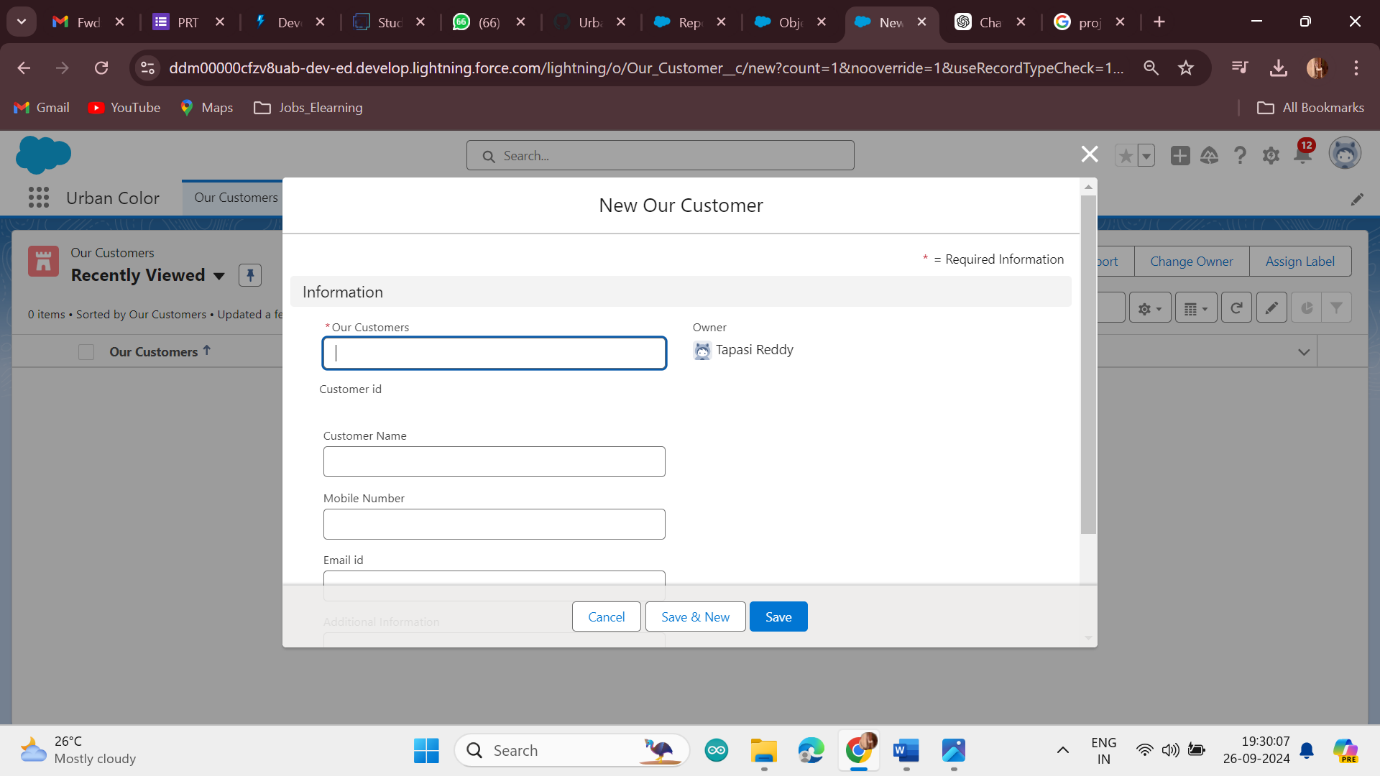 Fwd
PRT
Dev
Stud
66
(66)
Urba
Rep
Obj
New
Cha
proj
ddm00000cfzv8uab-dev-ed.develop.lightning.force.com/lightning/o/Our_Customer__c/new?count=1&nooverride=1&useRecordTypeCheck=1...
Gmail
YouTube
Maps
Jobs_Elearning
All Bookmarks
Search...
12
Urban Color
Our Customers
New Our Customer
Our Customers
Recently Viewed
0 items • Sorted by Our Customers • Updated a fe
port
Change Owner
Assign Label
Our Customers
* = Required Information
Information
*Our Customers
Owner
Tapasi Reddy
Customer id
Customer Name
Mobile Number
Email id
Additional Information
Cancel
Save & New
Save
26°C
Mostly cloudy
Search
ENG
IN
19:30:07
26-09-2024
PRE